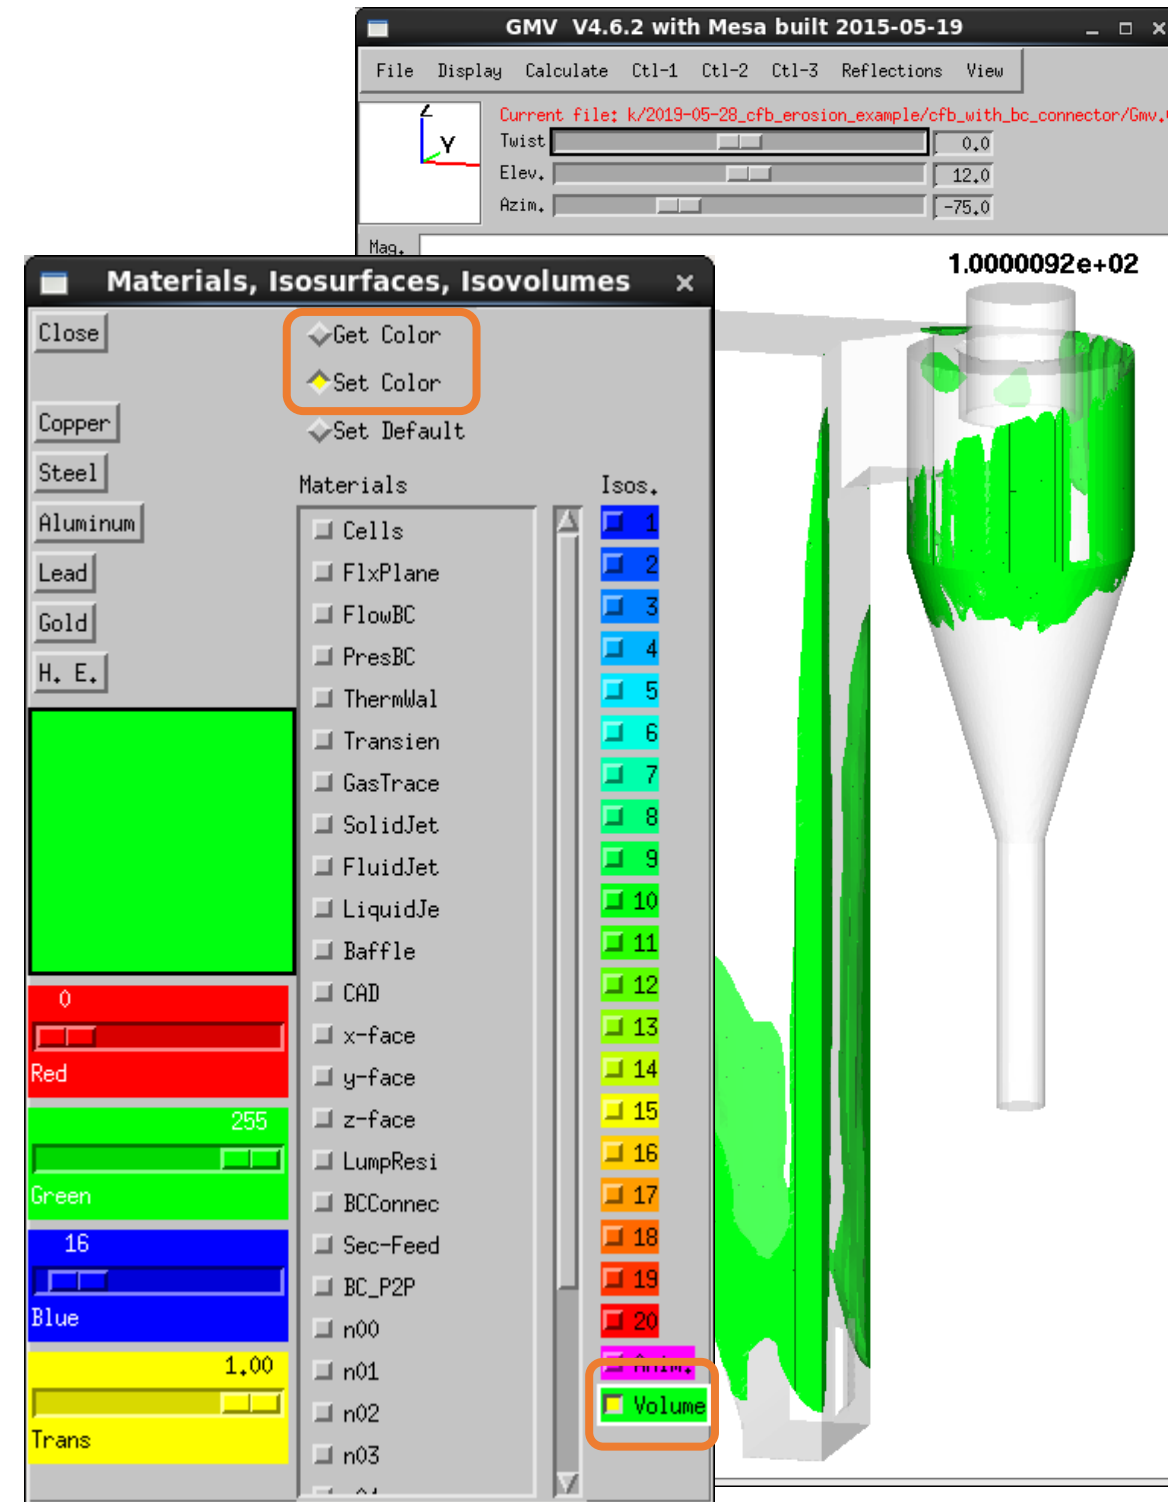 GMV V4.6.2 with Mesa built 2015-05-19
File Display Calculate Ctl-1 Ctl-2 Ctl-3 Reflections View
Z
Y
Current file: k/2019-05-28_cfb_erosion_example/cfb_with_bc_connector/Gmv.
Twist 0.0
Elev. 12.0
Azim. -75.0
Mag.
1.0000092e+02
Materials, Isosurfaces, Isovolumes
Close
Get Color
Set Color
Set Default
Copper
Steel
Aluminum
Lead
Gold
H. E.
0
Red
255
Green
16
Blue
1.00
Trans
Materials
Cells
FlxPlane
FlowBC
PresBC
ThermWal
Transien
GasTrace
SolidJet
FluidJet
LiquidJe
Baffle
CAD
x-face
y-face
z-face
LumpResi
BCConnec
Sec-Feed
BC_P2P
n00
n01
n02
n03
Isos.
1
2
3
4
5
6
7
8
9
10
11
12
13
14
15
16
17
18
19
20
Anim.
Volume